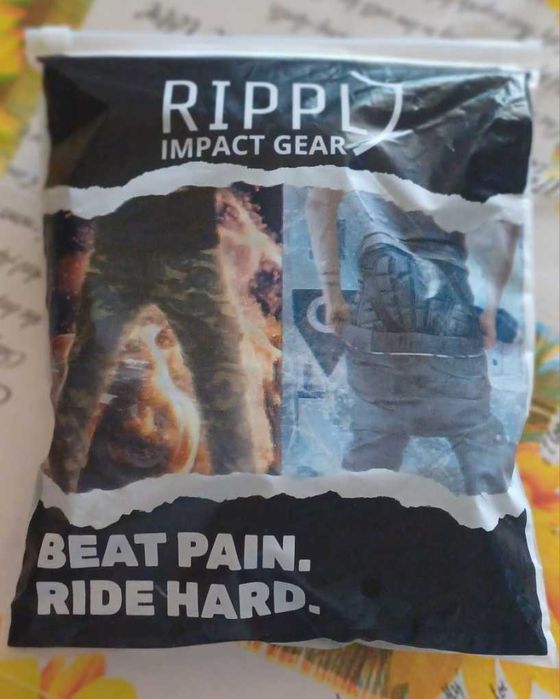 RIPPL
IMPACT GEAR
BEAT PAIN.
RIDE HARD.